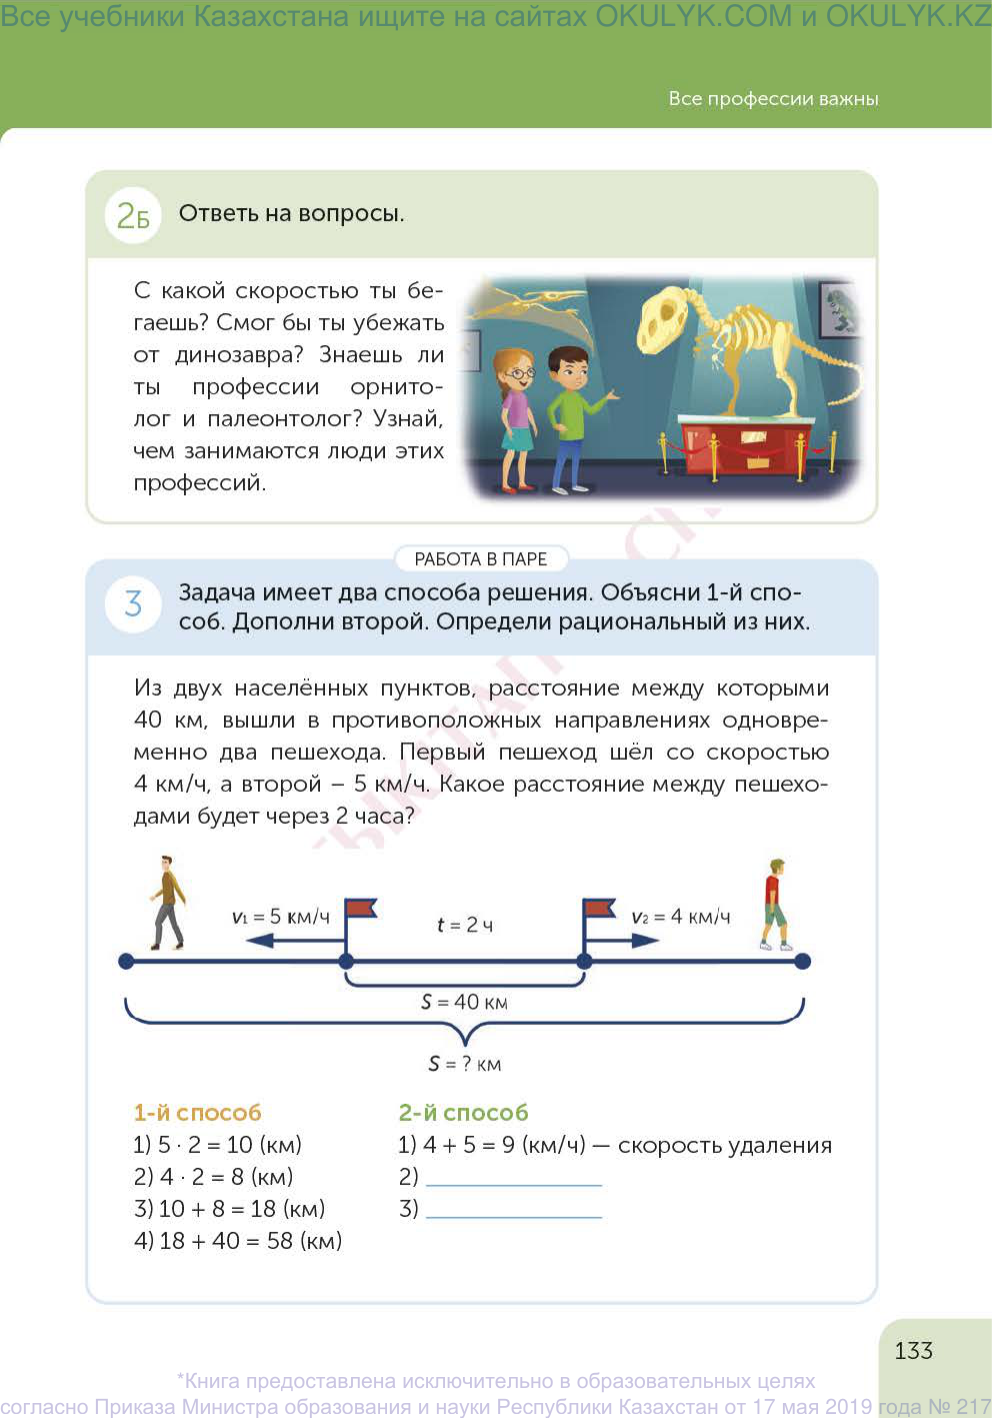 Все учебники Казахстана ищите на сайтах OKULYK.COM и OKULYK.KZ
Все профессии важны
2Б Ответь на вопросы.
С какой скоростью ты бе-
гаешь? Смог бы ты убежать
от динозавра? Знаешь ли
ты профессии орнито-
лог и палеонтолог? Узнай,
чем занимаются люди этих
профессий.
РАБОТА В ПАРЕ
3 Задача имеет два способа решения. Объясни 1-й спо-
соб. Дополни второй. Определи рациональный из них.
Из двух населённых пунктов, расстояние между которыми
40 км, вышли в противоположных направлениях одновре-
менно два пешехода. Первый пешеход шёл со скоростью
4 км/ч, а второй – 5 км/ч. Какое расстояние между пешехо-
дами будет через 2 часа?
v₁ = 5 км/ч t = 2 ч v₂ = 4 км/ч
S = 40 км
S = ? км
1-й способ
1) 5 · 2 = 10 (км)
2) 4 · 2 = 8 (км)
3) 10 + 8 = 18 (км)
4) 18 + 40 = 58 (км)
2-й способ
1) 4 + 5 = 9 (км/ч) — скорость удаления
2)
3)
133
*Книга предоставлена исключительно в образовательных целях
согласно Приказа Министра образования и науки Республики Казахстан от 17 мая 2019 года № 217